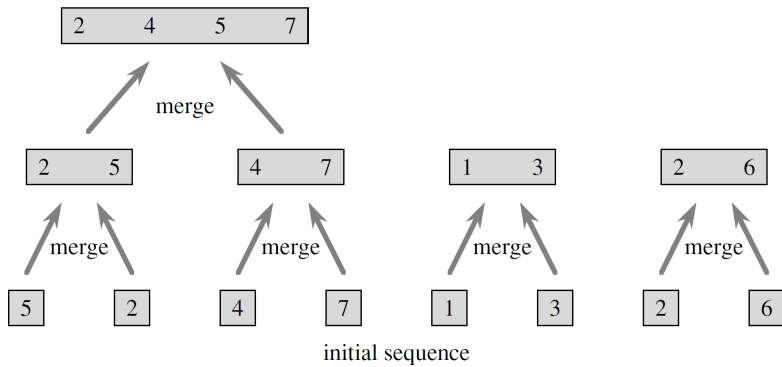 2 4 5 7
merge
2 5 4 7 1 3 2 6
merge merge merge merge
5 2 4 7 1 3 2 6
initial sequence